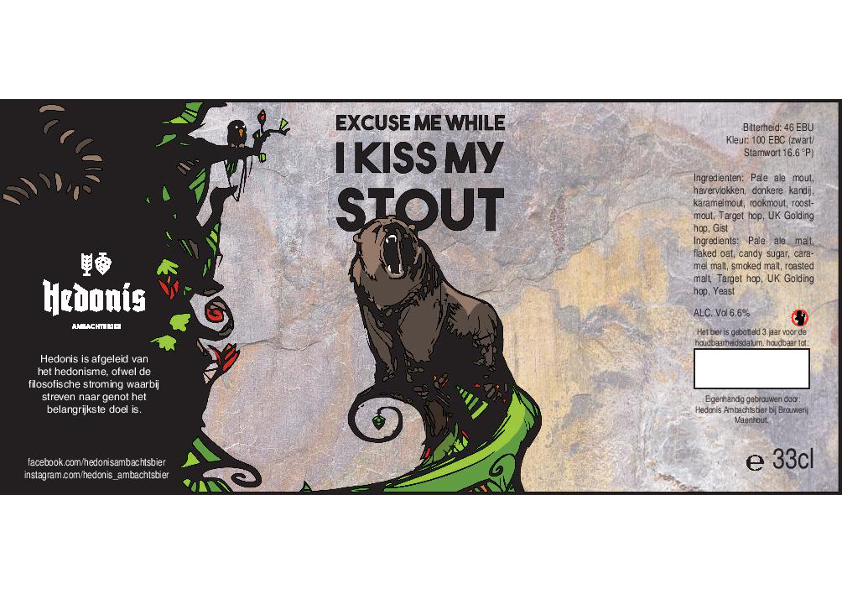 Hedonis
AMBACHTSBIER
Hedonis is afgeleid van
het hedonisme, ofwel de
filosofische stroming waarbij
streven naar genot het
belangrijkste doel is.
facebook.com/hedonisambachtsbier
instagram.com/hedonis_ambachtsbier
EXCUSE ME WHILE
I KISS MY
STOUT
Bitterheid: 46 EBU
Kleur: 100 EBC (zwart/
Stamwort 16.6 °P)
Ingredienten: Pale ale mout,
havervlokken, donkere kandij,
karamelmout, rookmout, roost-
mout, Target hop, UK Golding
hop, Gist
Ingredients: Pale ale malt,
flaked oat, candy sugar, cara-
mel malt, smoked malt, roasted
malt, Target hop, UK Golding
hop, Yeast
ALC. Vol 6.6%
Het bier is gebotteld 3 jaar voor de
houdbaarheidsdatum. houdbaar tot:
Eigenhandig gebrouwen door:
Hedonis Ambachtsbier bij Brouwerij
Maenhout.
e 33cl